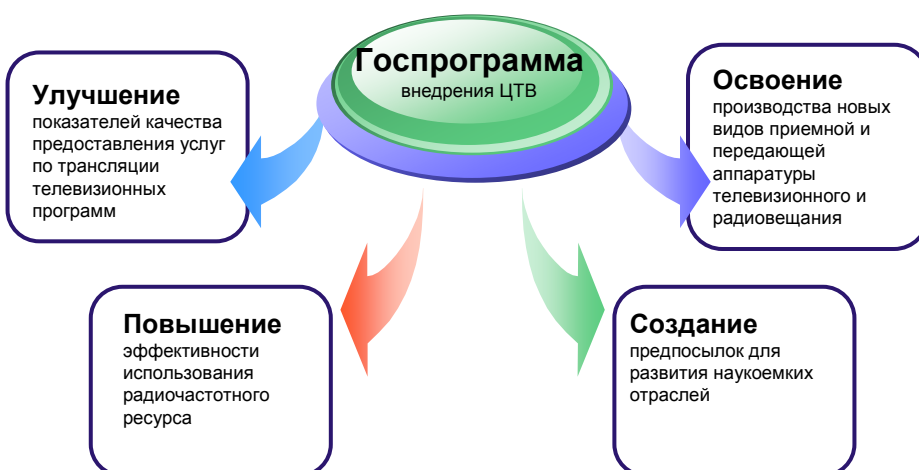 Госпрограмма
внедрения ЦТВ
Улучшение
показателей качества
предоставления услуг
по трансляции
телевизионных
программ
Освоение
производства новых
видов приемной и
передающей
аппаратуры
телевизионного и
радиовещания
Повышение
эффективности
использования
радиочастотного
ресурса
Создание
предпосылок для
развития наукоемких
отраслей